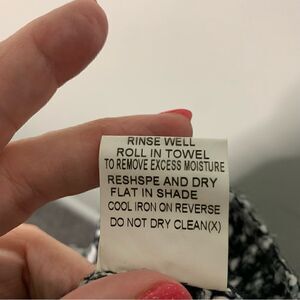 RINSE WELL
ROLL IN TOWEL
TO REMOVE EXCESS MOISTURE
RESHSPE AND DRY
FLAT IN SHADE
COOL IRON ON REVERSE
DO NOT DRY CLEAN(X)